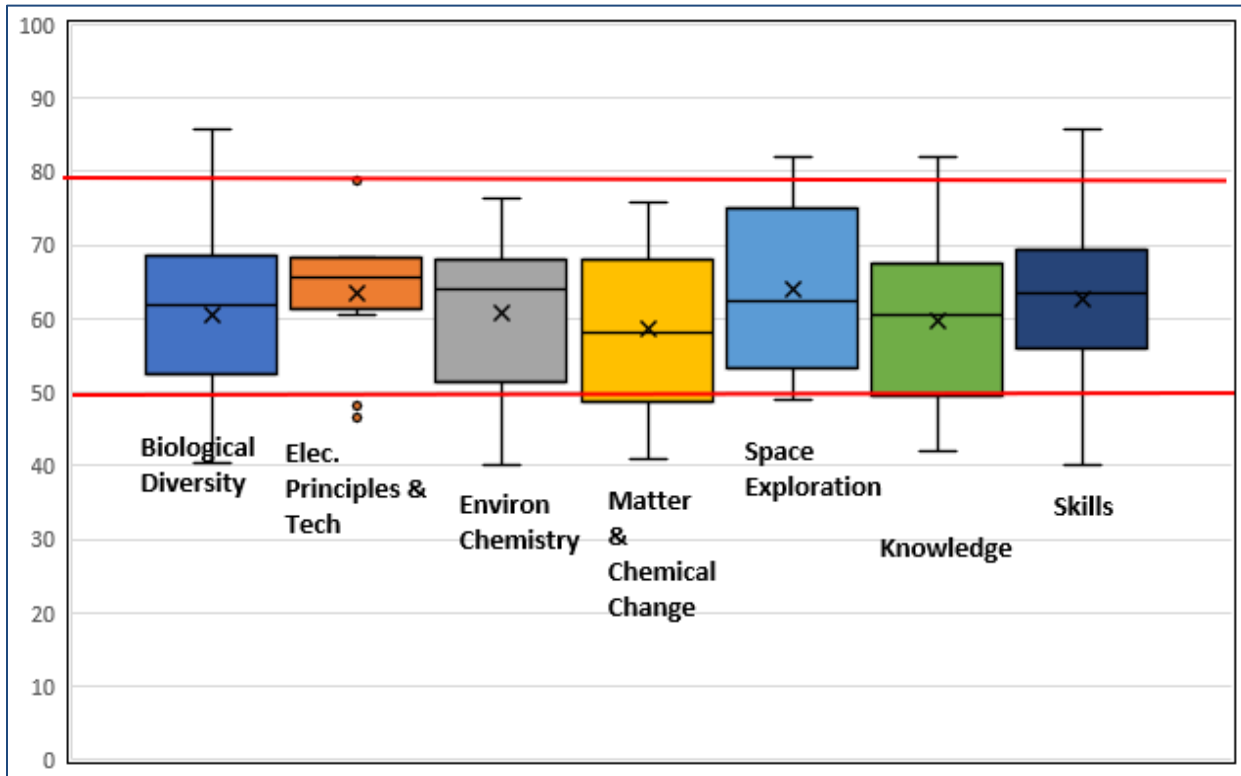 100
90
80
70
60
50
40
30
20
10
0
Biological
Diversity
Elec.
Principles &
Tech
Environ
Chemistry
Matter
&
Chemical
Change
Space
Exploration
Knowledge
Skills